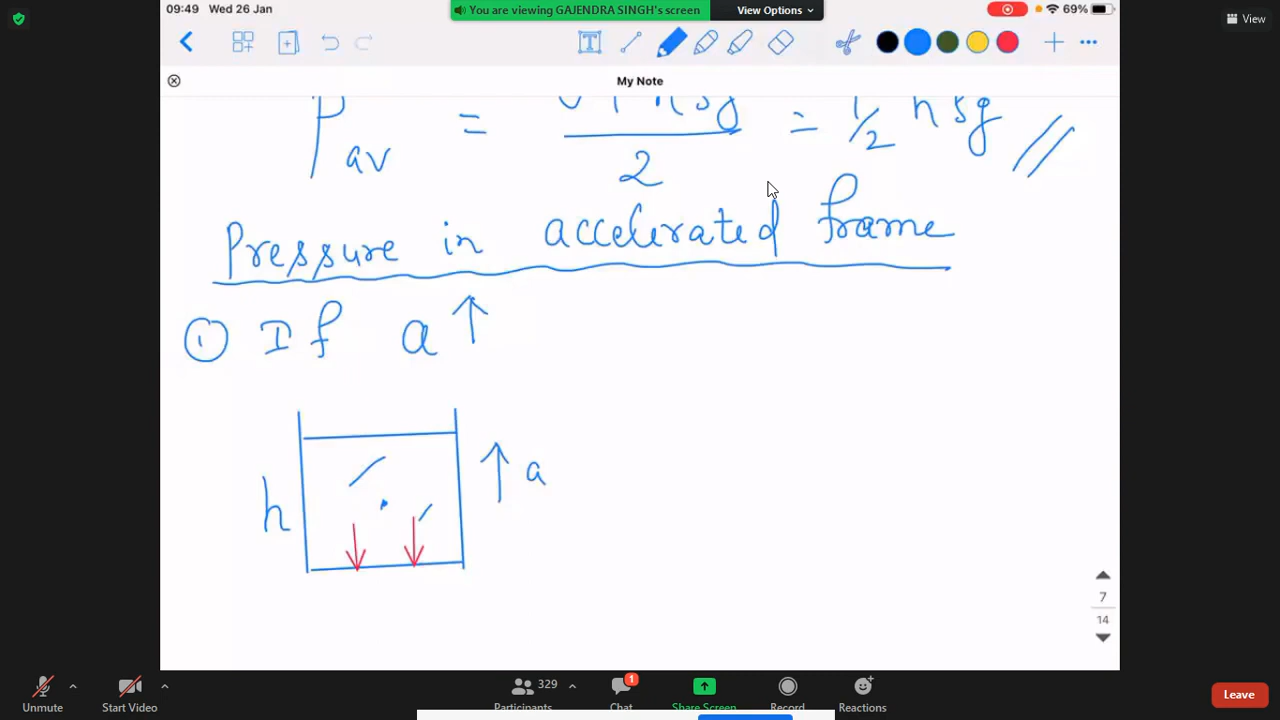 09:49 Wed 26 Jan
You are viewing GAJENDRA SINGH's screen
View Options
69%
View
My Note
P av = 0 + hρg / 2 = 1/2 hρg //
Pressure in accelerated frame
① If a ↑
h
↑ a
7
14
Unmute
Start Video
329
Participants
1
Chat
Share Screen
Record
Reactions
Leave